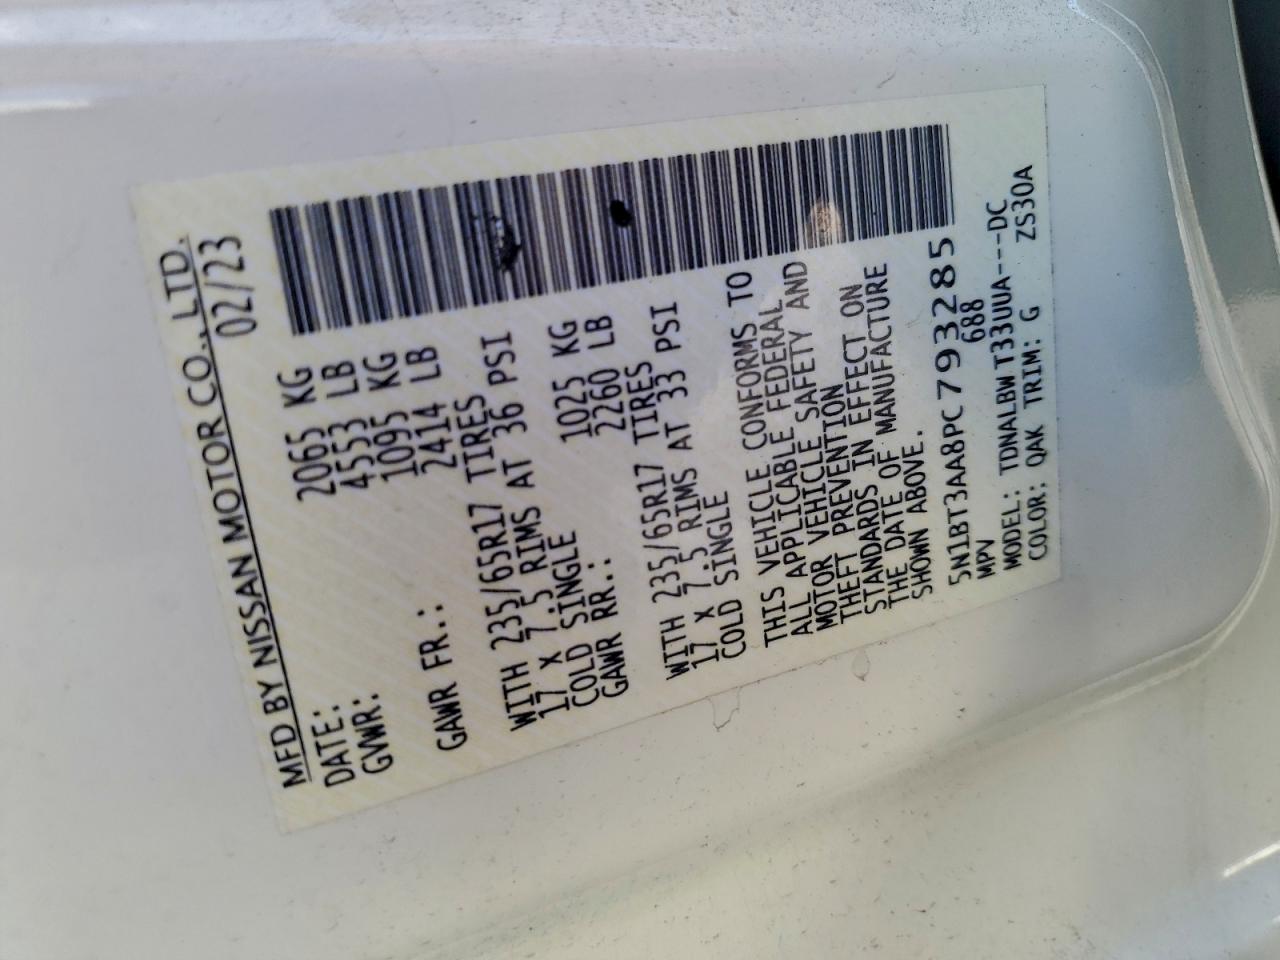 MFD BY NISSAN MOTOR CO., LTD.
DATE: 02/23
GVWR: 2065 KG
4553 LB
GAWR FR.: 1095 KG
2414 LB
WITH 235/65R17 TIRES
17 X 7.5 RIMS AT 36 PSI
COLD SINGLE
GAWR RR.: 1025 KG
2260 LB
WITH 235/65R17 TIRES
17 X 7.5 RIMS AT 33 PSI
COLD SINGLE
THIS VEHICLE CONFORMS TO
ALL APPLICABLE FEDERAL
MOTOR VEHICLE SAFETY AND
THEFT PREVENTION
STANDARDS IN EFFECT ON
THE DATE OF MANUFACTURE
SHOWN ABOVE.
5N1BT3AA8PC793285
MPV 688
MODEL: TDNALBWT33UUA---DC
COLOR: QAK TRIM: G ZS30A